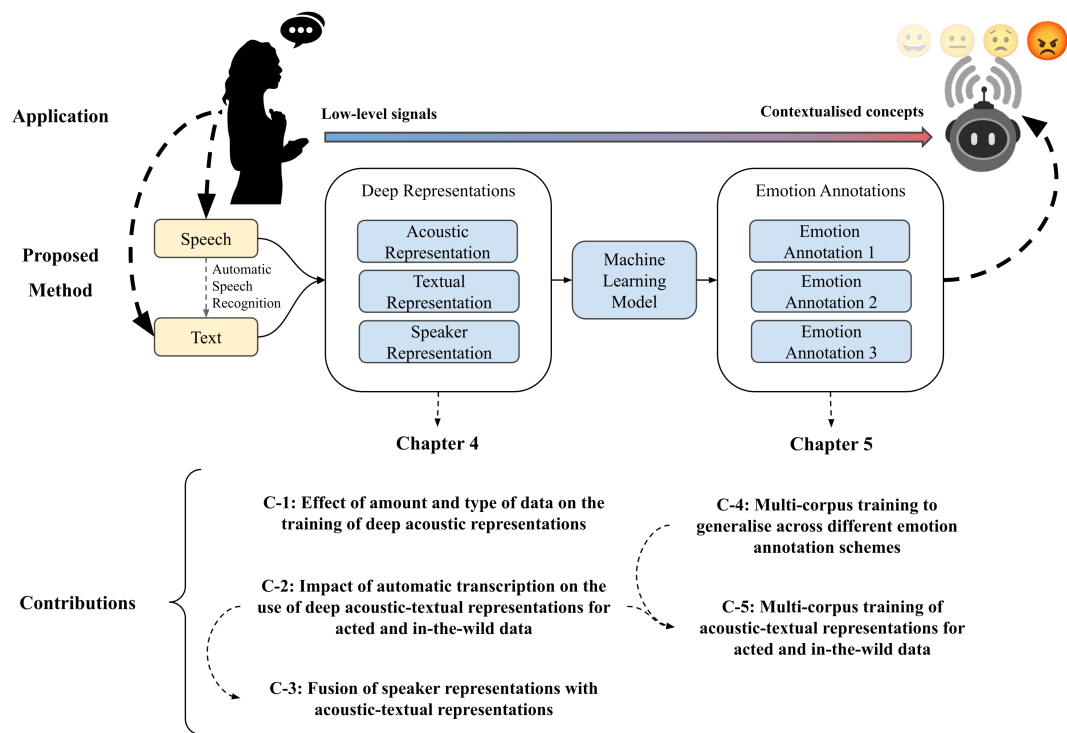 Application
Low-level signals
Contextualised concepts
Proposed
Method
Speech
Automatic
Speech
Recognition
Text
Deep Representations
Acoustic
Representation
Textual
Representation
Speaker
Representation
Machine
Learning
Model
Emotion Annotations
Emotion
Annotation 1
Emotion
Annotation 2
Emotion
Annotation 3
Chapter 4
Chapter 5
Contributions
C-1: Effect of amount and type of data on the
training of deep acoustic representations
C-2: Impact of automatic transcription on the
use of deep acoustic-textual representations for
acted and in-the-wild data
C-3: Fusion of speaker representations with
acoustic-textual representations
C-4: Multi-corpus training to
generalise across different emotion
annotation schemes
C-5: Multi-corpus training of
acoustic-textual representations for
acted and in-the-wild data